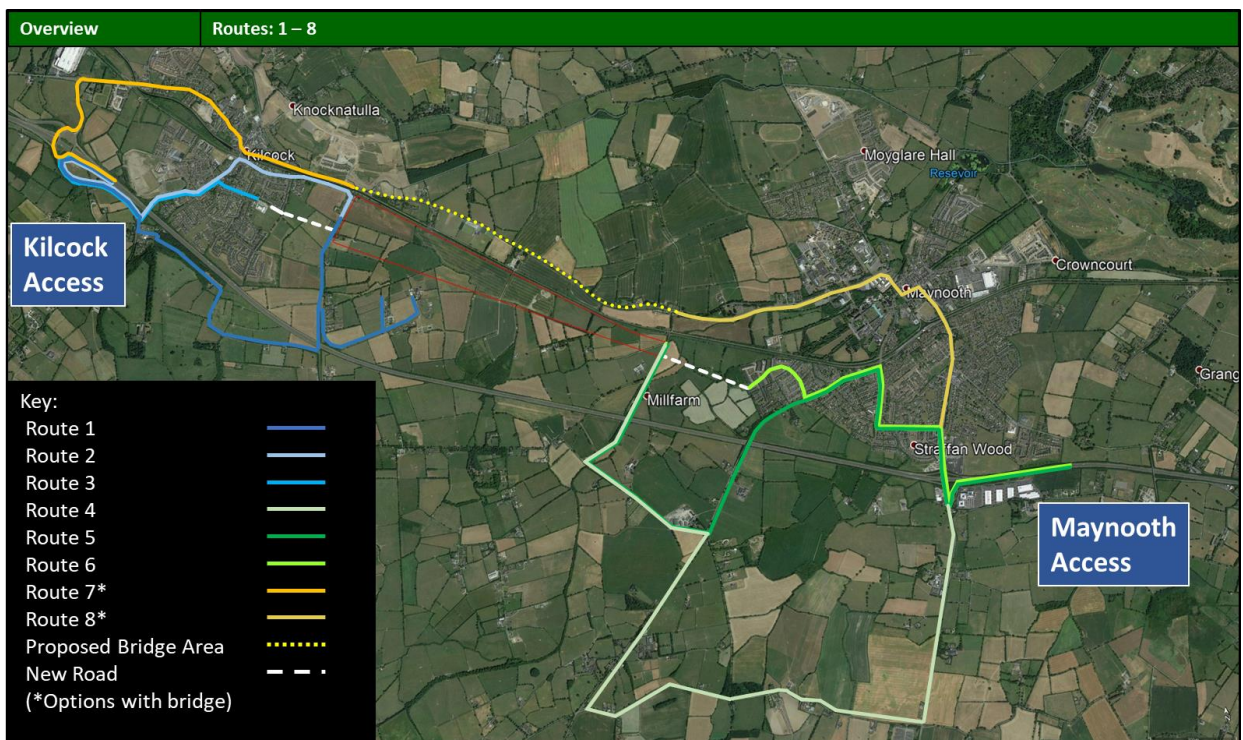 Overview
Routes: 1 – 8
Knocknatulla
Kilcock
Moyglare Hall
Resevoir
Kilcock
Access
Crowncourt
Maynooth
Grang
Millfarm
Straffan Wood
Maynooth
Access
Key:
Route 1
Route 2
Route 3
Route 4
Route 5
Route 6
Route 7*
Route 8*
Proposed Bridge Area
New Road
(*Options with bridge)